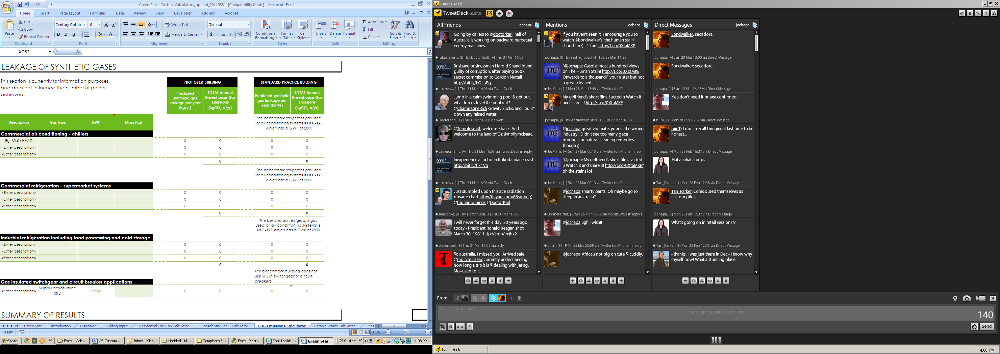 Green Star - Custom Calculators_upload_20110331 [Compatibility Mode] - Microsoft Excel
Home Insert Page Layout Formulas Data Review View Developer Add-Ins Acrobat
Paste
Cut
Copy
Format Painter
Clipboard
Century Gothic 10
B I U
Font
Wrap Text
Merge & Center
Alignment
General
$ % ,
Number
Conditional Formatting
Format as Table
Cell Styles
Styles
Insert Delete Format
Cells
AutoSum
Fill
Clear
Sort & Filter
Find & Select
Editing
AO82
fx
LEAKAGE OF SYNTHETIC GASES
This section is currently for information purposes
and does not influence the number of points
achieved.
PROPOSED BUILDING
STANDARD PRACTICE BUILDING
Predicted synthetic gas leakage per year (kg/yr)
TOTAL Annual Greenhouse Gas Emissions (kgCO₂-e/yr)
Predicted synthetic gas leakage per year (kg/yr)
TOTAL Annual Greenhouse Gas Emissions (kgCO₂-e/yr)
Description Gas type GWP Mass (kg)
The benchmark refrigerant gas used
for air conditioning systems is HFC-125
which has a GWP of 2800
Commercial air conditioning - chillers
Eg: Main HVAC 0 0 0 0
<Enter description> 0 0 0 0
<Enter description> 0 0 0 0
0 0
The benchmark refrigerant gas used
for air conditioning systems is HFC-125
which has a GWP of 2800
Commercial refrigeration - supermarket systems
<Enter description> 0 0 0 0
<Enter description> 0 0 0 0
<Enter description> 0 0 0 0
0 0
The benchmark refrigerant gas
used for air conditioning systems is
HFC-125 which has a GWP of 2800
Industrial refrigeration including food processing and cold storage
<Enter description> 0 0 0 0
<Enter description> 0 0 0 0
<Enter description> 0 0 0 0
0 0
The benchmark building does not
use SF₆ in switchgear or circuit
breakers
Gas insulated switchgear and circuit breaker applications
<Enter description> Sulphur hexafluoride (SF₆) 23900 0 0 0 0
SUMMARY OF RESULTS
Green Star Introduction Disclaimer Building Input Residential Ene-Con Calculator Residential Ene-1 Calculator GHG Emissions Calculator Potable Water Calculator Mas
Ready
85%
Start
Excel - Calc...
GS-Custom ...
Inbox - Micr...
Untitled - M...
Templates f...
Excel: Macr...
Tool Toolkit ...
Green Star...
GS Custom
4:08 PM
TweetDeck
TweetDeck v0.37.5
All Friends jochapa
Going by callers to @doctorkarl, half of
Australia is working on backyard perpetual
energy machines.
lukestevens, (RT by DoctorKarl), [+] Thu 31 Mar 16:09
ABC News
abc.net.au/news
Brisbane businessman Harold Shand found
guilty of corruption, after paying $60k
secret commission to Gordon Nuttall
http://bit.ly/hOLaPq
abcnews, [+] Thu 31 Mar 16:08 via TweetDeck
Jump in a calm swimming pool & get out,
what forces level the pool out?
@ChampagneRich Gravity Sucks, and "pulls"
down any raised water.
DoctorKarl, [+] Thu 31 Mar 16:08 via web
@Templesmith welcome back. And
welcome to the land of Oz @mollymcisaac.
cameronreilly, [+] Thu 31 Mar 16:08 via TweetDeck in reply
ABC News
abc.net.au/news
Inexperience a factor in Kokoda plane crash.
http://bit.ly/flk1Vq
abcnews, [+] Thu 31 Mar 16:06 via TweetDeck
Just stumbled upon this ace radiation
dosage chart http://tinyurl.com/68sgrpe ;)
@triplejmornings @DoctorKarl
samcooke, (RT by DoctorKarl), [+] Thu 31 Mar 16:06
I will never forget this day: 30 years ago
today - President Ronald Reagan shot,
March 30, 1981 http://j.mp/exjbx2
steverubel, [+] Thu 31 Mar 16:05 via bitly
So australia, I missed you. Arrived safe.
@mollymcisaac currently understanding
how long a trip it is & dealing with jetlag.
Me=used to it.
Mentions jochapa
If you haven't seen it, I encourage you to
watch @bondwalker's 'the human stain'
short film :) it's fun! http://t.co/0XtaMKE
jochapa, (RT by sachagroves), [+] Tue 29 Mar 14:39
"@jochapa: Gasp! almost a hundred views
on The Human Stain! http://t.co/0XtaMKE
Onwards to a thousand!" your a star but not
a great cleaner!
JezMans, [+] Mon 28 Mar 15:49 via Twitter for iPhone
My girlfriend's short film, I acted :) Watch it
and share it! http://t.co/0XtaMKE
jochapa, (RT by AndrewMichler), [+] Sun 27 Mar 02:58
@jochapa great vid mate. your in the wrong
industry ! Didn't see too many geca
products or natural cleaning remedies
though ;)
JezMans, [+] Sun 27 Mar 00:15 via Twitter for iPhone in repl
"@jochapa: My girlfriend's short film, I acted
:) Watch it and share it! http://t.co/0XtaMKE"
oh the stains lol
JezMans, [+] Sun 27 Mar 00:13 via Twitter for iPhone
@jochapa smarty pants! Oh maybe go to
sleep in australia?
DonnePutter, [+] Sat 26 Mar 16:32 via Mobile Web in reply t
@jochapa ugh I wish!!
biinT, [+] Fri 25 Mar 23:59 via Twitter for iPhone in reply
@jochapa Africa's not big on cute & cuddly.
Direct Messages jochapa
Bondwalker: secadora!
jochapa, [+] Sun 20 Mar 13:00 via Direct Message
Bondwalker: secadora!
jochapa, [+] Sun 13 Mar 16:43 via Direct Message
Yea don't need it briana confirmed.
biinT, [+] Mon 28 Feb 16:37 via Direct Message
biinT: I don't recall bringing it last time to be
honest...
jochapa, [+] Mon 28 Feb 16:37 via Direct Message
Hahahahaha oops
Tan_Parker, [+] Mon 28 Feb 12:38 via Direct Message
Tan_Parker: Coles outed themselves as
custom pilot.
jochapa, [+] Mon 28 Feb 12:37 via Direct Message
What's going on in retail session???
Tan_Parker, [+] Mon 28 Feb 12:35 via Direct Message
- thanks! I was just there in Dec - I know why
myself now! What a stunning place!
From:
What's happening?
DRAG MEDIA AND LINKS HERE
140
Send
TweetDeck
4:08 PM